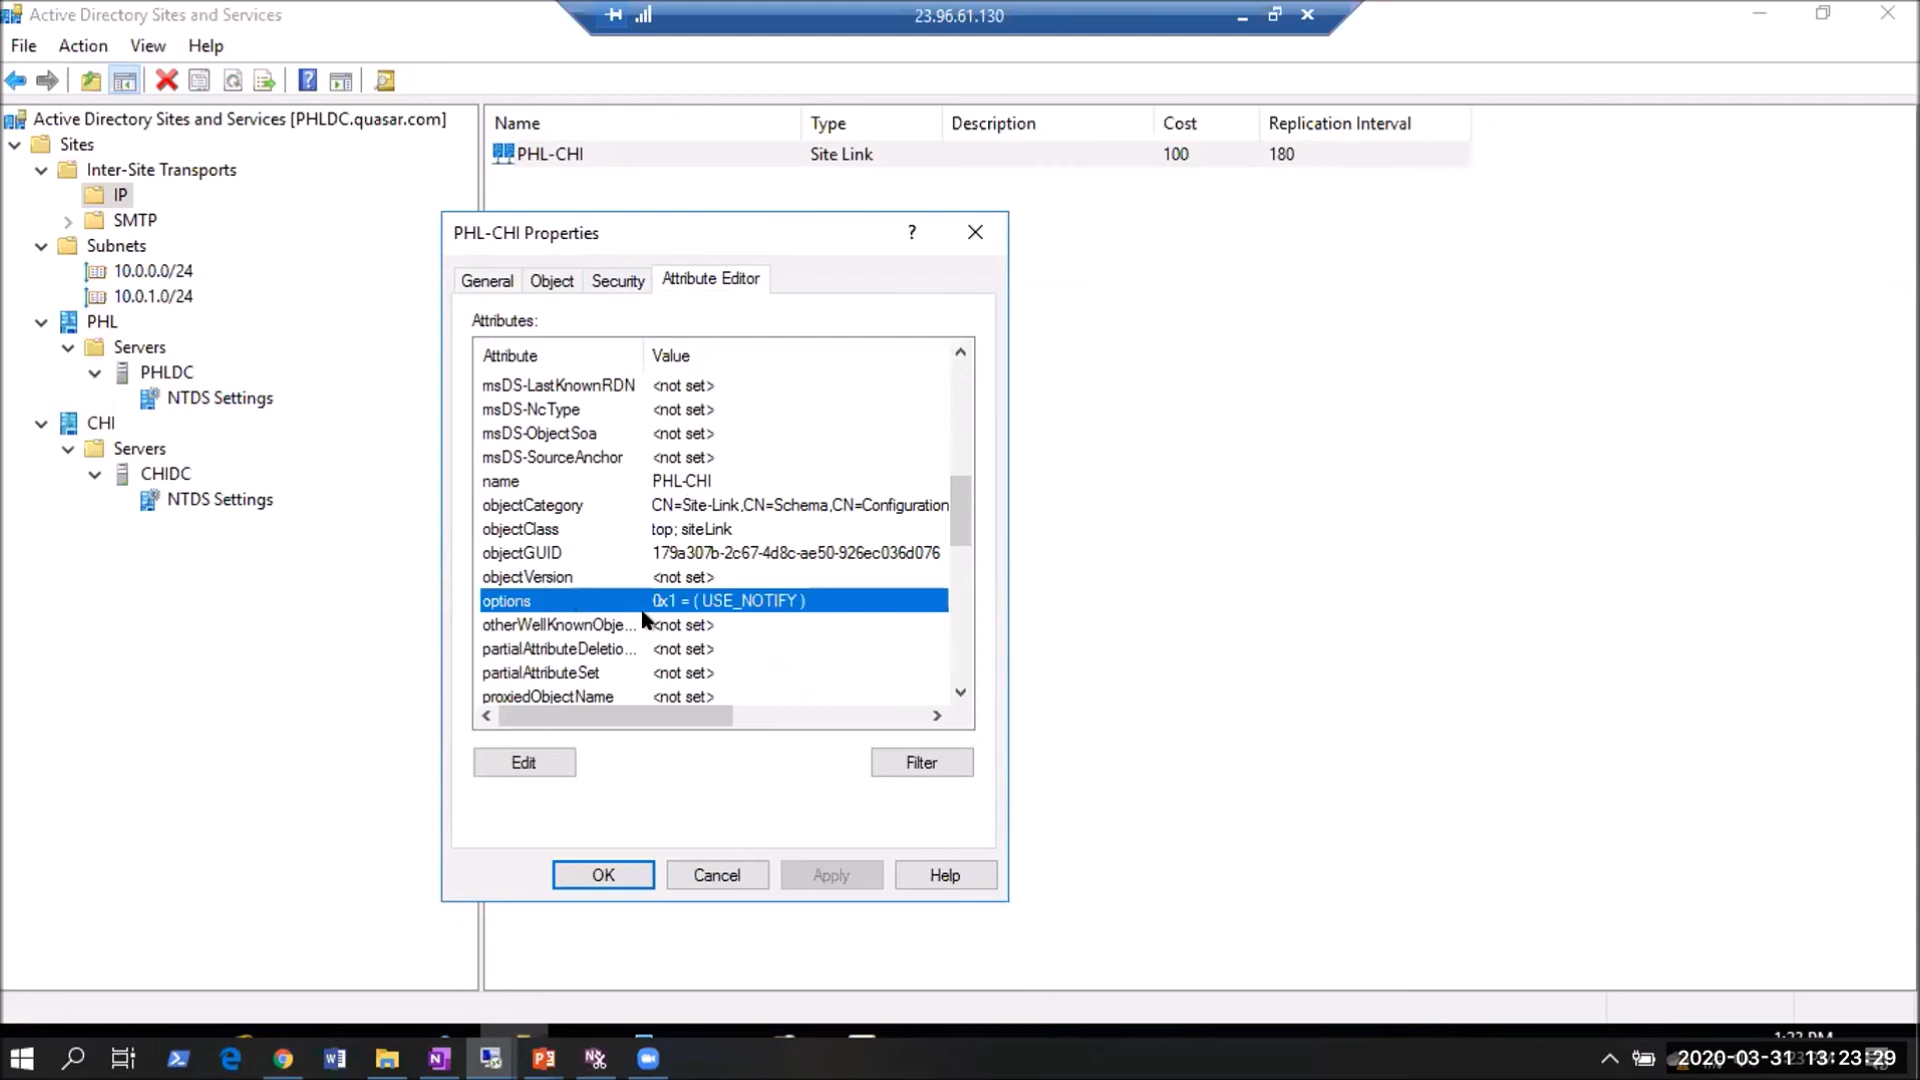 Active Directory Sites and Services
23.96.61.130
File Action View Help
Active Directory Sites and Services [PHLDC.quasar.com]
Sites
Inter-Site Transports
IP
SMTP
Subnets
10.0.0.0/24
10.0.1.0/24
PHL
Servers
PHLDC
NTDS Settings
CHI
Servers
CHIDC
NTDS Settings
Name Type Description Cost Replication Interval
PHL-CHI Site Link 100 180
PHL-CHI Properties
General Object Security Attribute Editor
Attributes:
Attribute Value
msDS-LastKnownRDN <not set>
msDS-NcType <not set>
msDS-ObjectSoa <not set>
msDS-SourceAnchor <not set>
name PHL-CHI
objectCategory CN=Site-Link,CN=Schema,CN=Configuration
objectClass top; siteLink
objectGUID 179a307b-2c67-4d8c-ae50-926ec036d076
objectVersion <not set>
options 0x1 = ( USE_NOTIFY )
otherWellKnownObje... <not set>
partialAttributeDeletio... <not set>
partialAttributeSet <not set>
proxiedObjectName <not set>
Edit Filter
OK Cancel Apply Help
2020-03-31 13:23:29